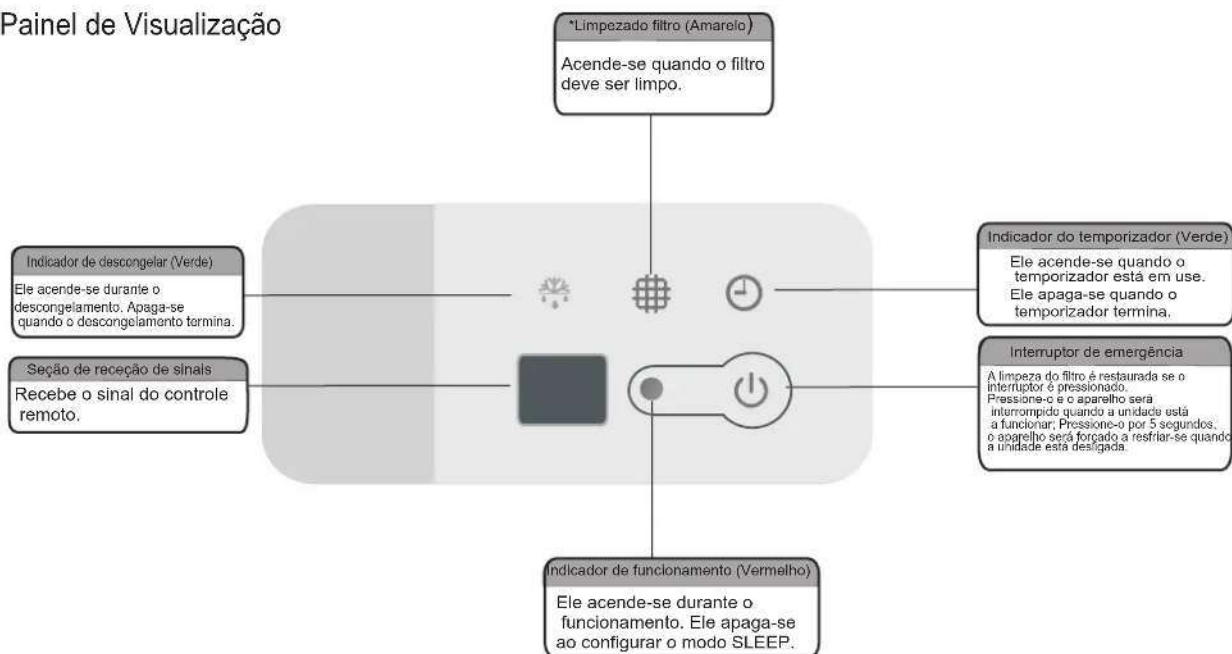 Painel de Visualização
*Limpezado filtro (Amarelo)
Acende-se quando o filtro
deve ser limpo.
Indicador de descongelar (Verde)
Ele acende-se durante o
descongelamento. Apaga-se
quando o descongelamento termina.
Seção de receção de sinais
Recebe o sinal do controle
remoto.
Indicador do temporizador (Verde)
Ele acende-se quando o
temporizador está em use.
Ele apaga-se quando o
temporizador termina.
Interruptor de emergência
A limpeza do filtro é restaurada se o
interruptor é pressionado.
Pressione-o e o aparelho será
interrompido quando a unidade está
a funcionar; Pressione-o por 5 segundos,
o aparelho será forçado a resfriar-se quando
a unidade está desligada.
Indicador de funcionamento (Vermelho)
Ele acende-se durante o
funcionamento. Ele apaga-se
ao configurar o modo SLEEP.